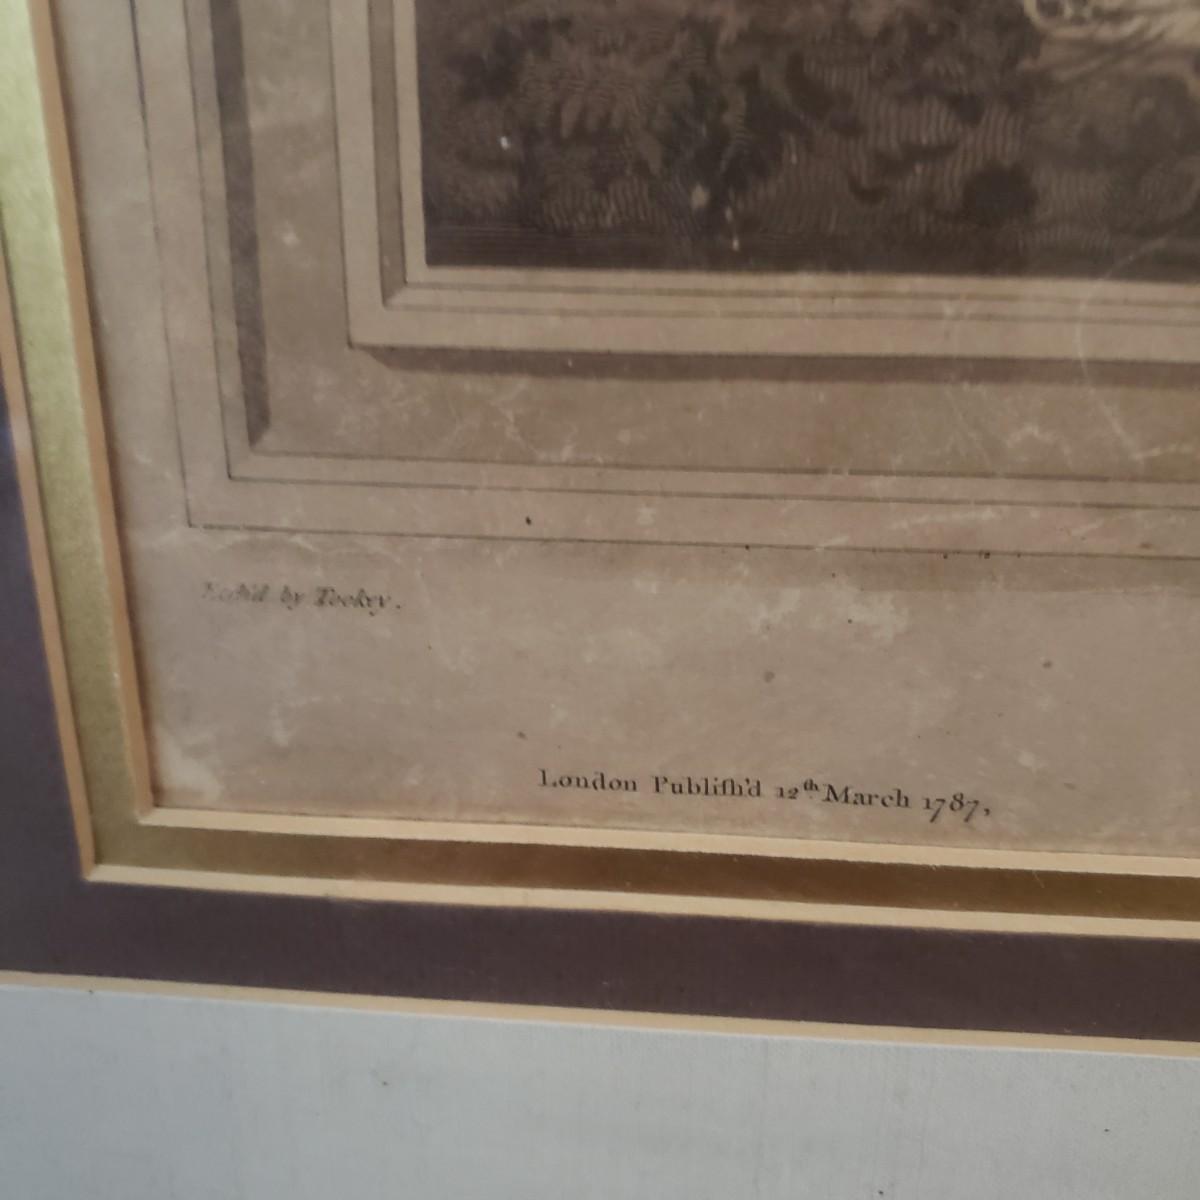 Etch'd by Tookey.
London Publiſh'd 12th March 1787,